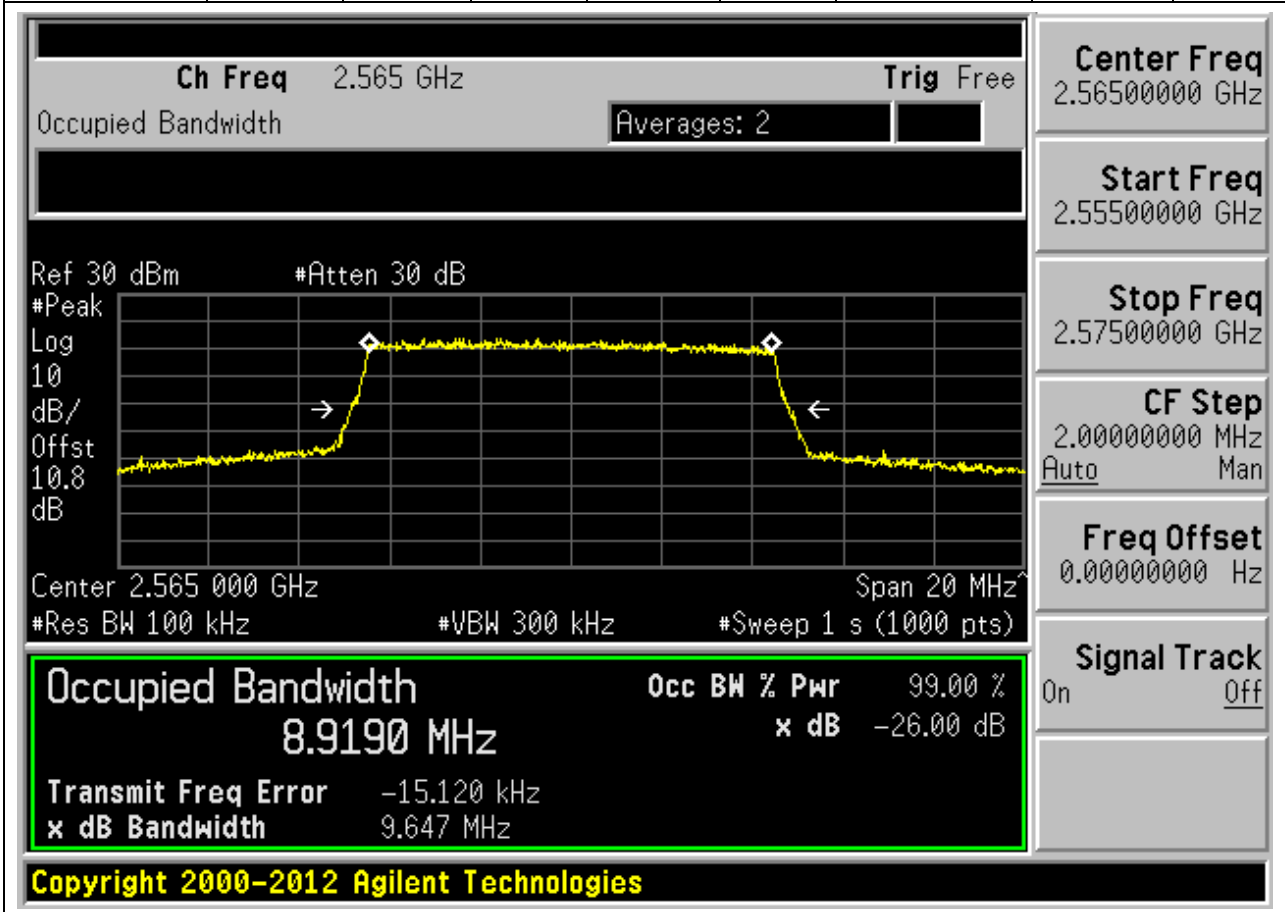 Ch Freq 2.565 GHz Trig Free
Occupied Bandwidth Averages: 2
Ref 30 dBm #Atten 30 dB
#Peak
Log
10
dB/
Offst
10.8
dB
Center 2.565 000 GHz Span 20 MHz^
#Res BW 100 kHz #VBW 300 kHz #Sweep 1 s (1000 pts)
Occupied Bandwidth Occ BW % Pwr 99.00 %
8.9190 MHz x dB -26.00 dB
Transmit Freq Error -15.120 kHz
x dB Bandwidth 9.647 MHz
Copyright 2000-2012 Agilent Technologies
Center Freq
2.56500000 GHz
Start Freq
2.55500000 GHz
Stop Freq
2.57500000 GHz
CF Step
2.00000000 MHz
Auto Man
Freq Offset
0.00000000 Hz
Signal Track
On Off